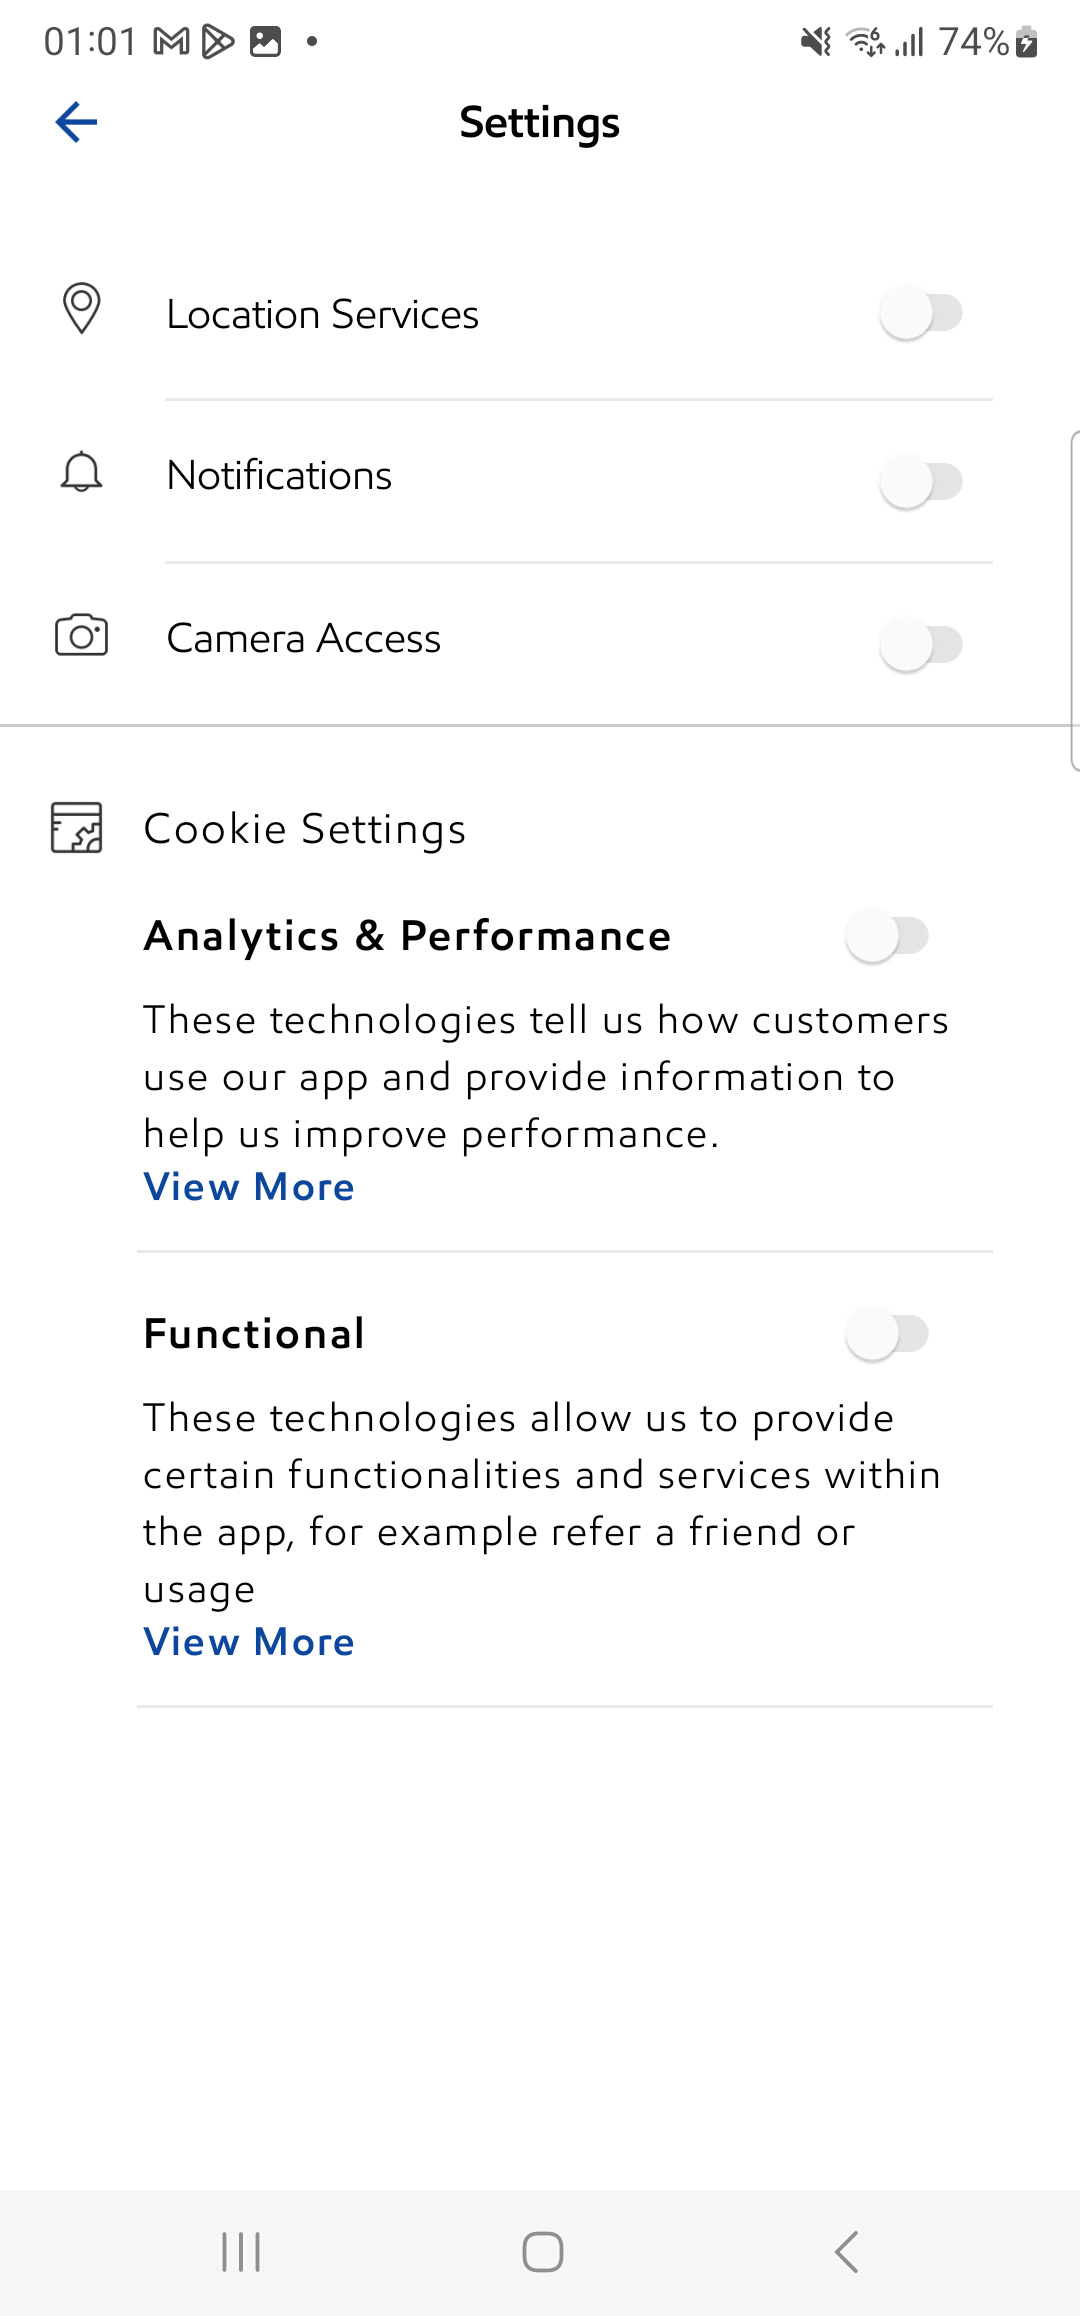 01:01
74%
Settings
Location Services
Notifications
Camera Access
Cookie Settings
Analytics & Performance
These technologies tell us how customers
use our app and provide information to
help us improve performance.
View More
Functional
These technologies allow us to provide
certain functionalities and services within
the app, for example refer a friend or
usage
View More